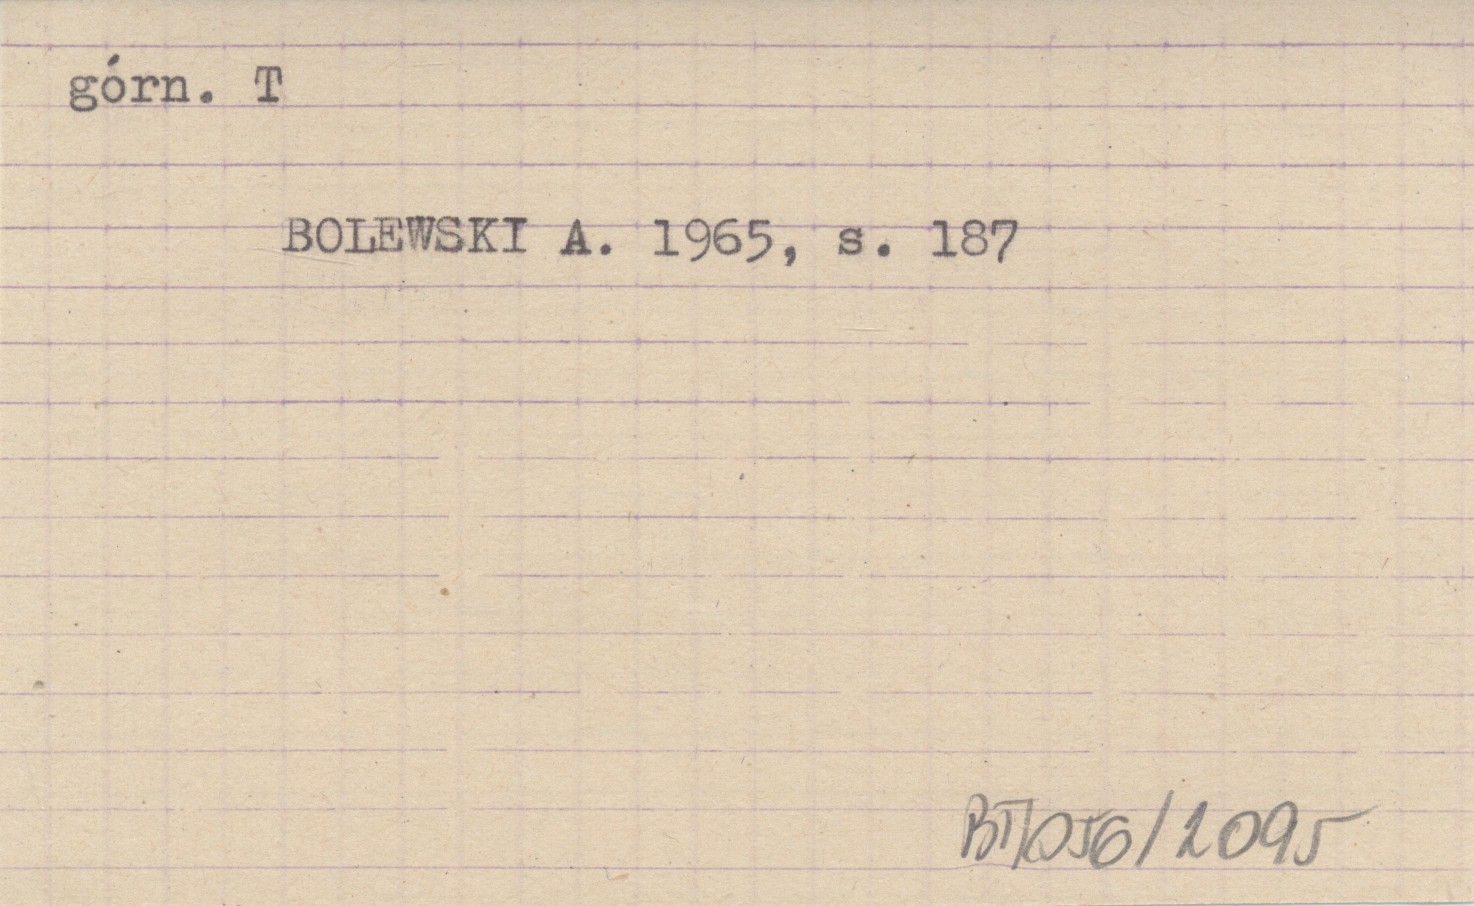 górn. T
BOLEWSKI A. 1965, s. 187
BT/056/2095